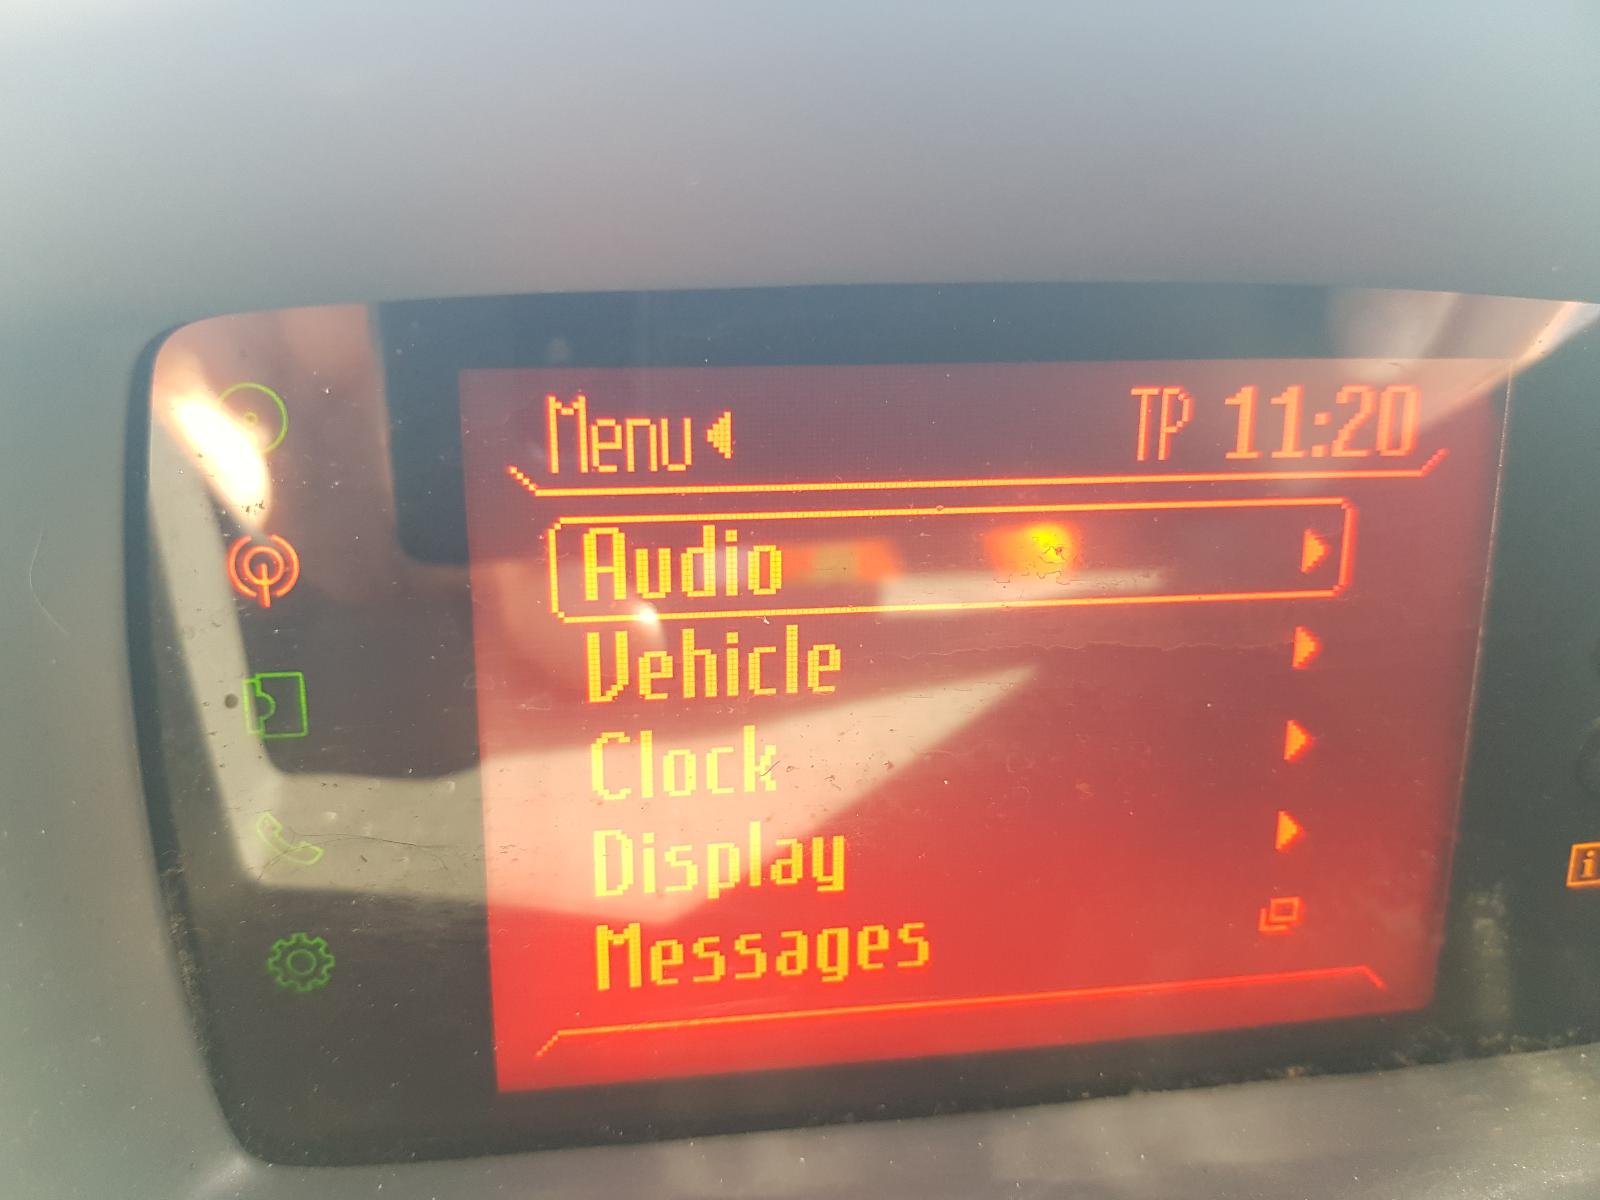 Menu TP 11:20
Audio
Vehicle
Clock
Display
Messages
i